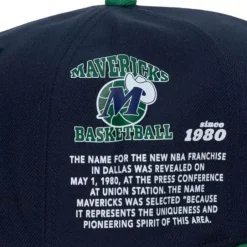 MAVERICKS
M
BASKETBALL
since
1980
THE NAME FOR THE NEW NBA FRANCHISE
IN DALLAS WAS REVEALED ON
MAY 1, 1980, AT THE PRESS CONFERENCE
AT UNION STATION. THE NAME
MAVERICKS WAS SELECTED "BECAUSE
IT REPRESENTS THE UNIQUENESS AND
PIONEERING SPIRIT OF THIS AREA.